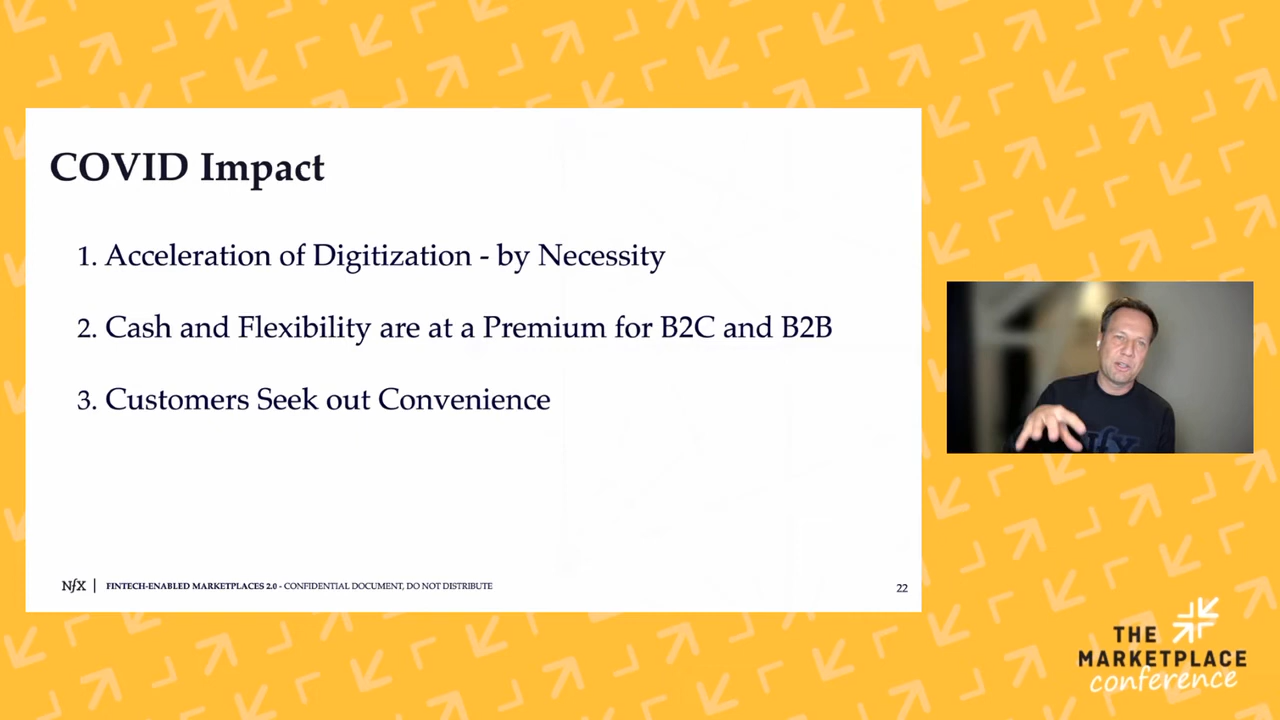 COVID Impact
1. Acceleration of Digitization - by Necessity
2. Cash and Flexibility are at a Premium for B2C and B2B
3. Customers Seek out Convenience
NfX | FINTECH-ENABLED MARKETPLACES 2.0 - CONFIDENTIAL DOCUMENT, DO NOT DISTRIBUTE
22
NfX
THE
MARKETPLACE
conference